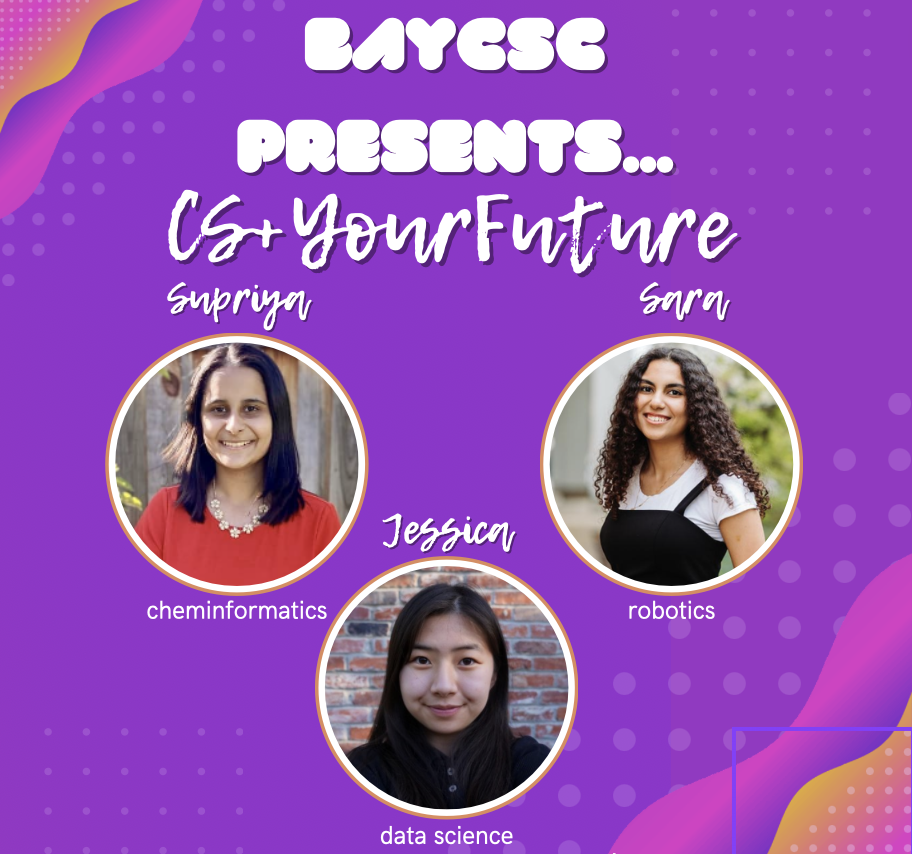 BAYCSC
PRESENTS...
CS+YourFuture
Supriya
Sara
cheminformatics
robotics
Jessica
data science